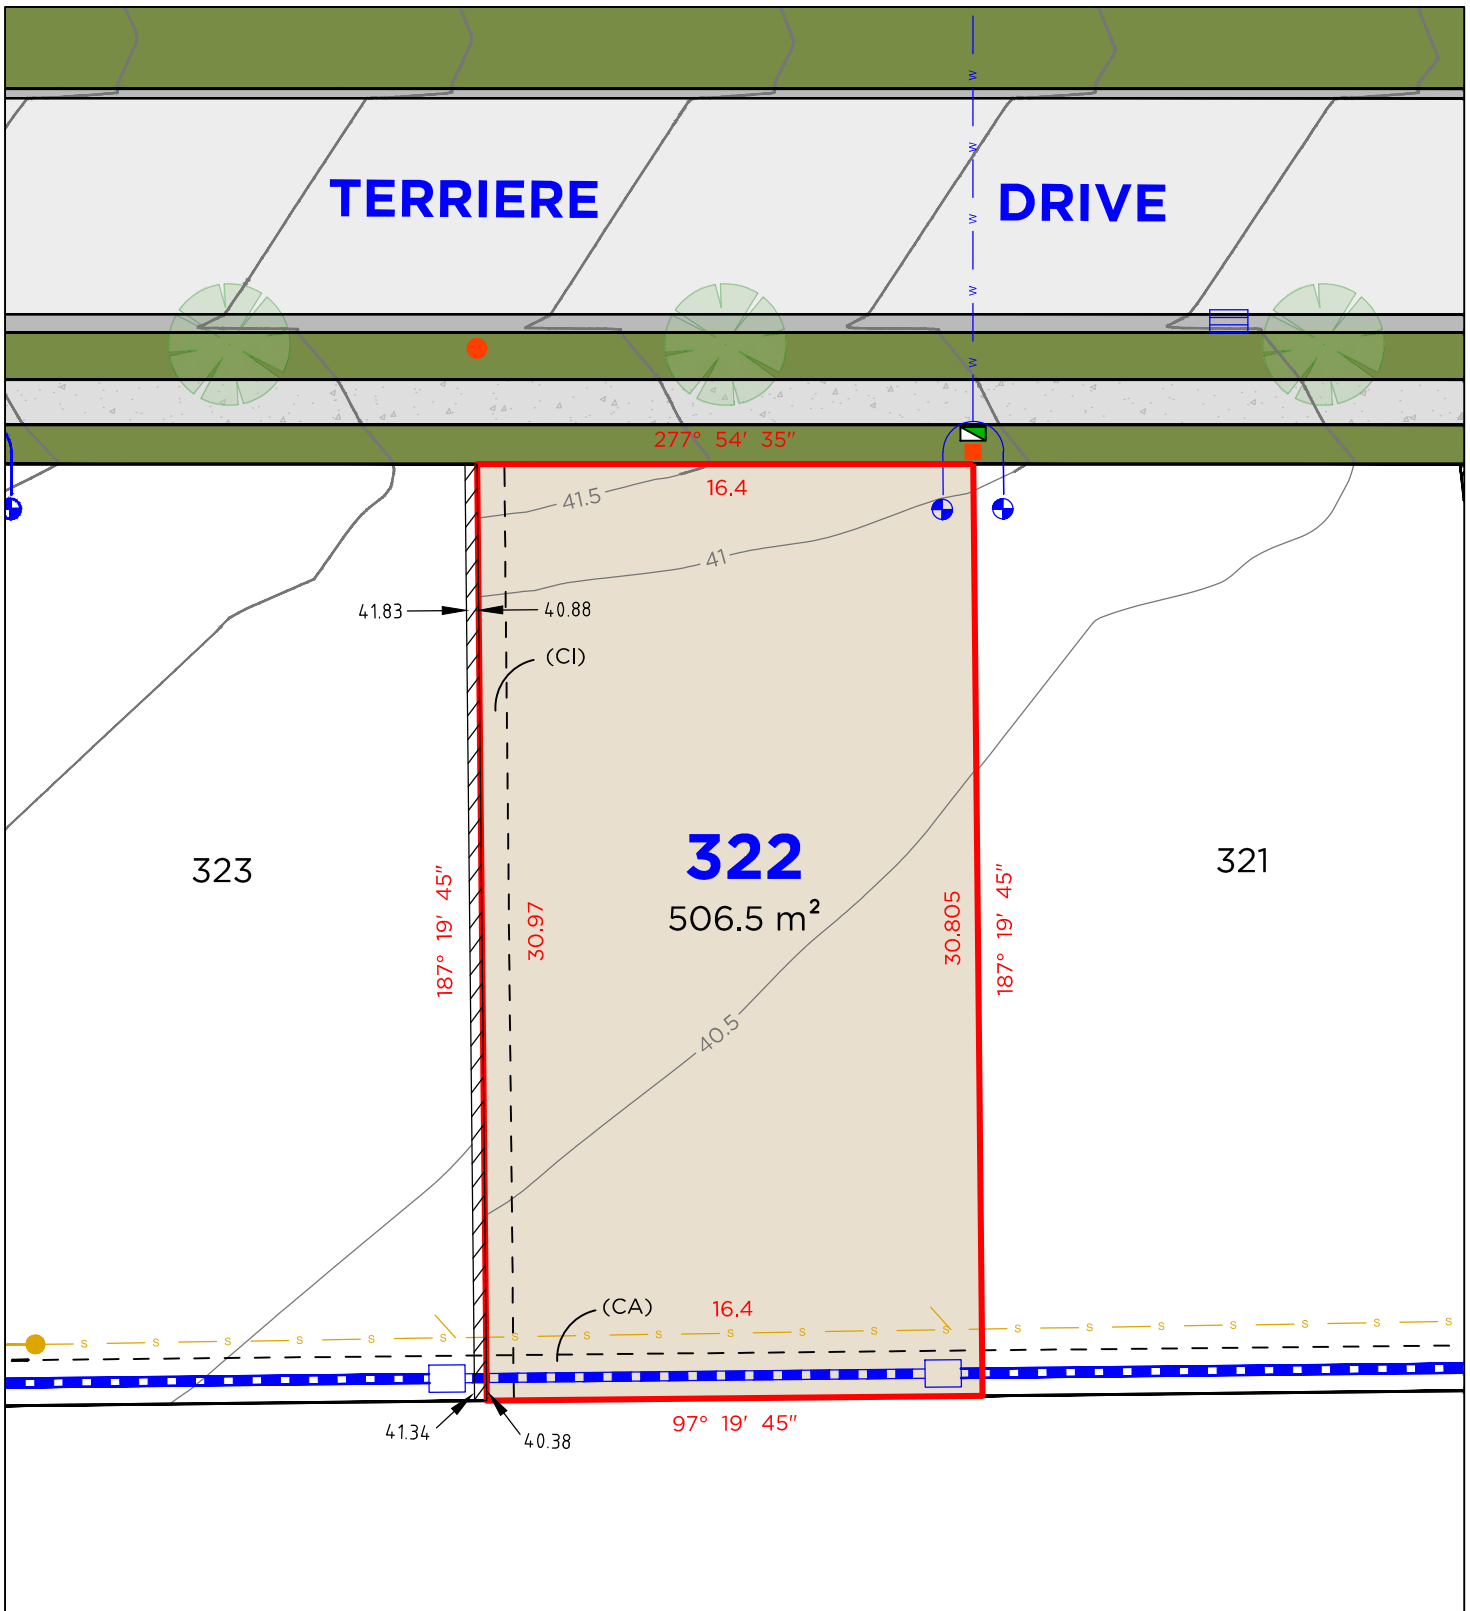 W
W
TERRIERE DRIVE
W
W
W
277° 54' 35"
16.4
41.5
41
41.83
40.88
(CI)
322
506.5 m²
323
321
187° 19' 45"
30.97
30.805
187° 19' 45"
40.5
(CA)
16.4
S S S S S S S S S S S S S S S S S S S S
41.34
40.38
97° 19' 45"